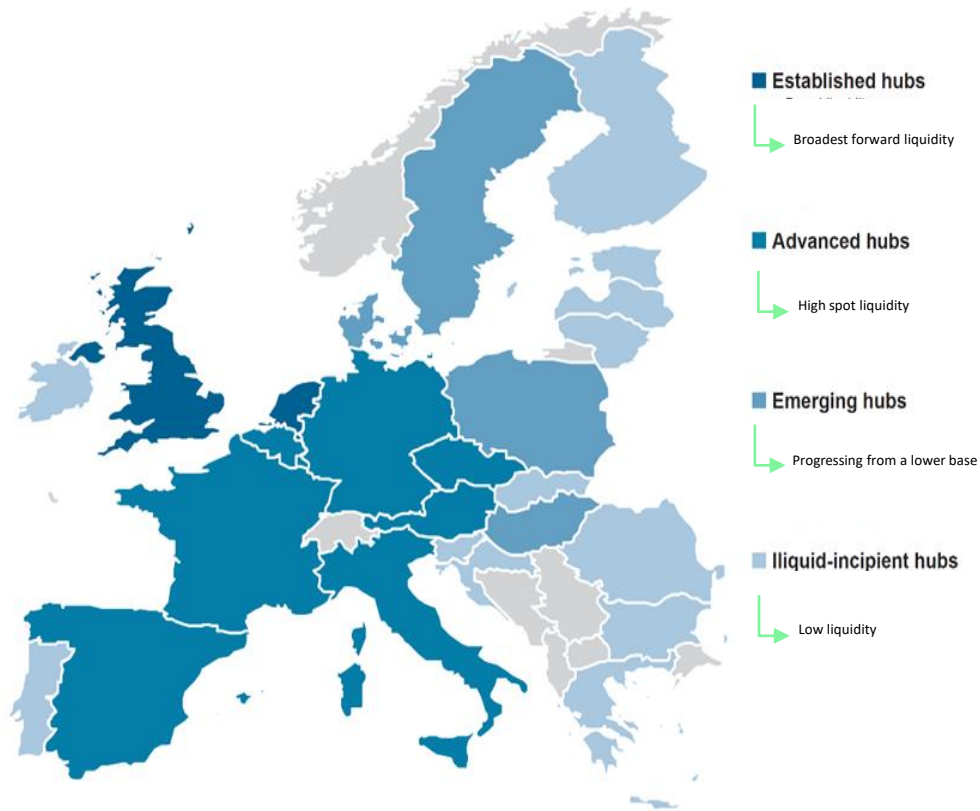 Established hubs
Broadest forward liquidity
Advanced hubs
High spot liquidity
Emerging hubs
Progressing from a lower base
Iliquid-incipient hubs
Low liquidity